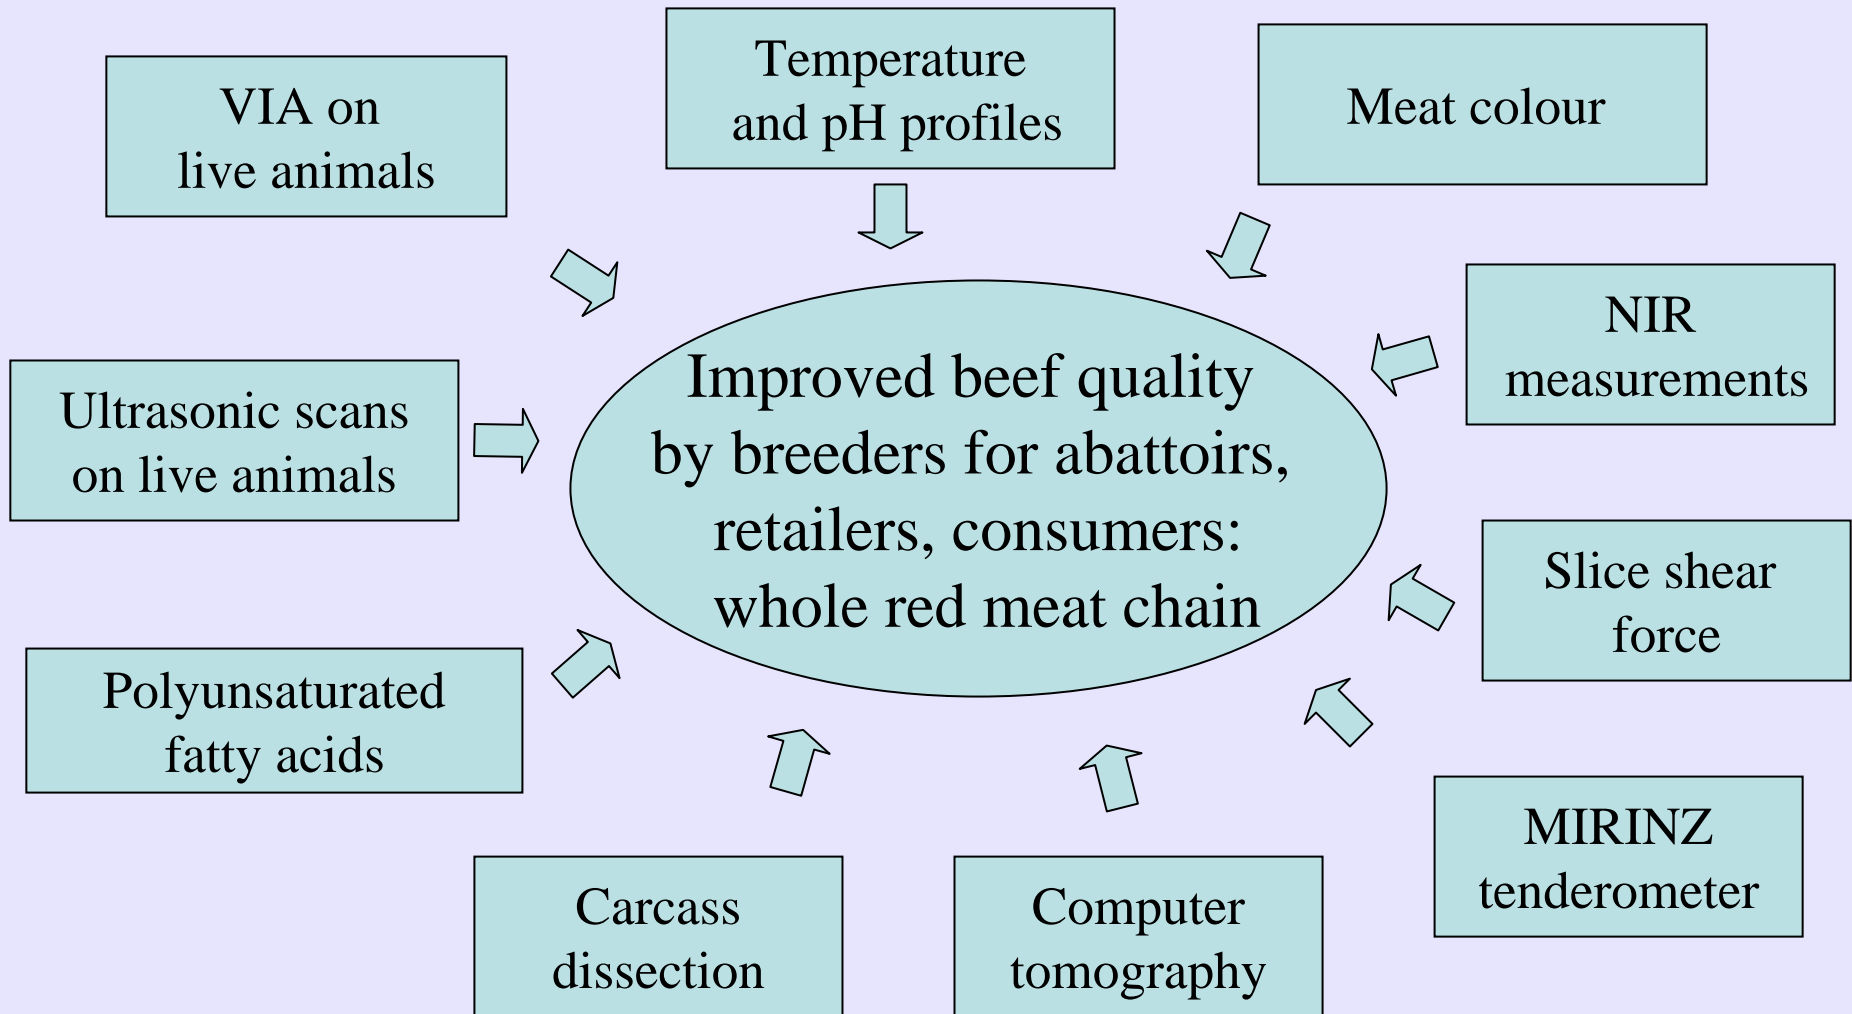 VIA on
live animals
Temperature
and pH profiles
Meat colour
NIR
measurements
Ultrasonic scans
on live animals
Improved beef quality
by breeders for abattoirs,
retailers, consumers:
whole red meat chain
Slice shear
force
Polyunsaturated
fatty acids
MIRINZ
tenderometer
Carcass
dissection
Computer
tomography